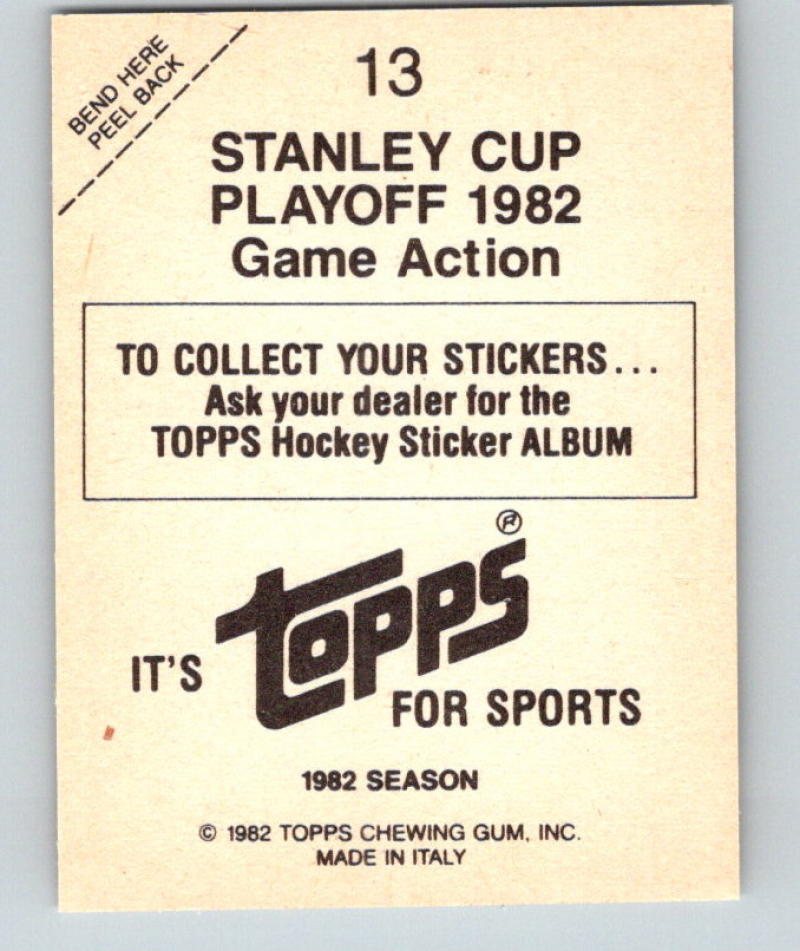 BEND HERE
PEEL BACK
13
STANLEY CUP
PLAYOFF 1982
Game Action
TO COLLECT YOUR STICKERS...
Ask your dealer for the
TOPPS Hockey Sticker ALBUM
IT'S topps®
FOR SPORTS
1982 SEASON
© 1982 TOPPS CHEWING GUM, INC.
MADE IN ITALY